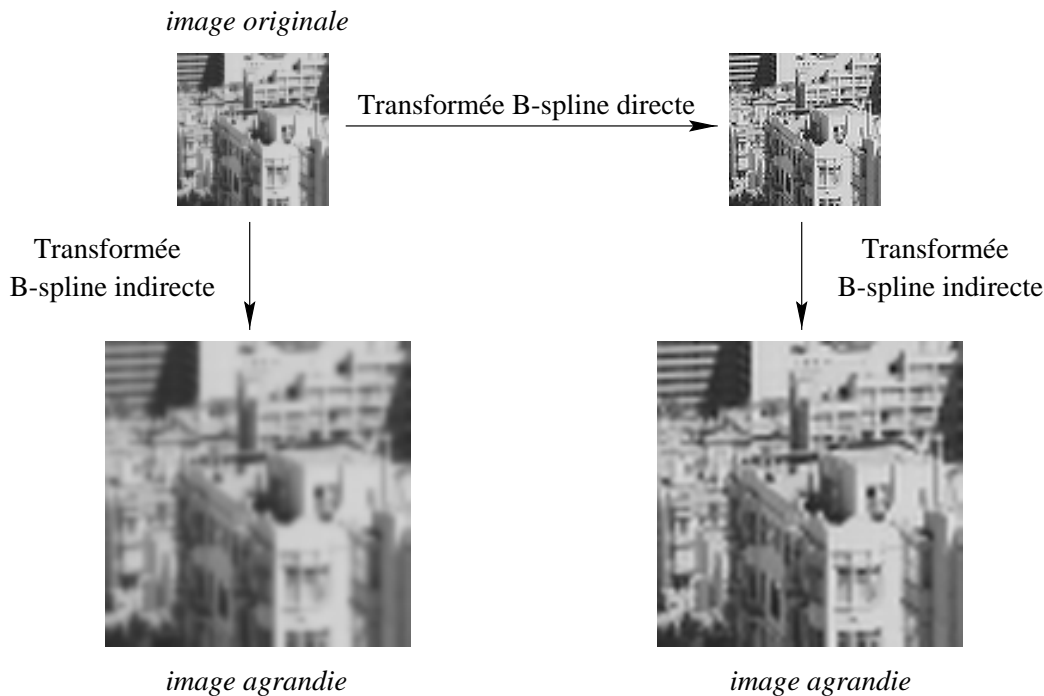 image originale
Transformée B-spline directe
Transformée
B-spline indirecte
Transformée
B-spline indirecte
image agrandie
image agrandie